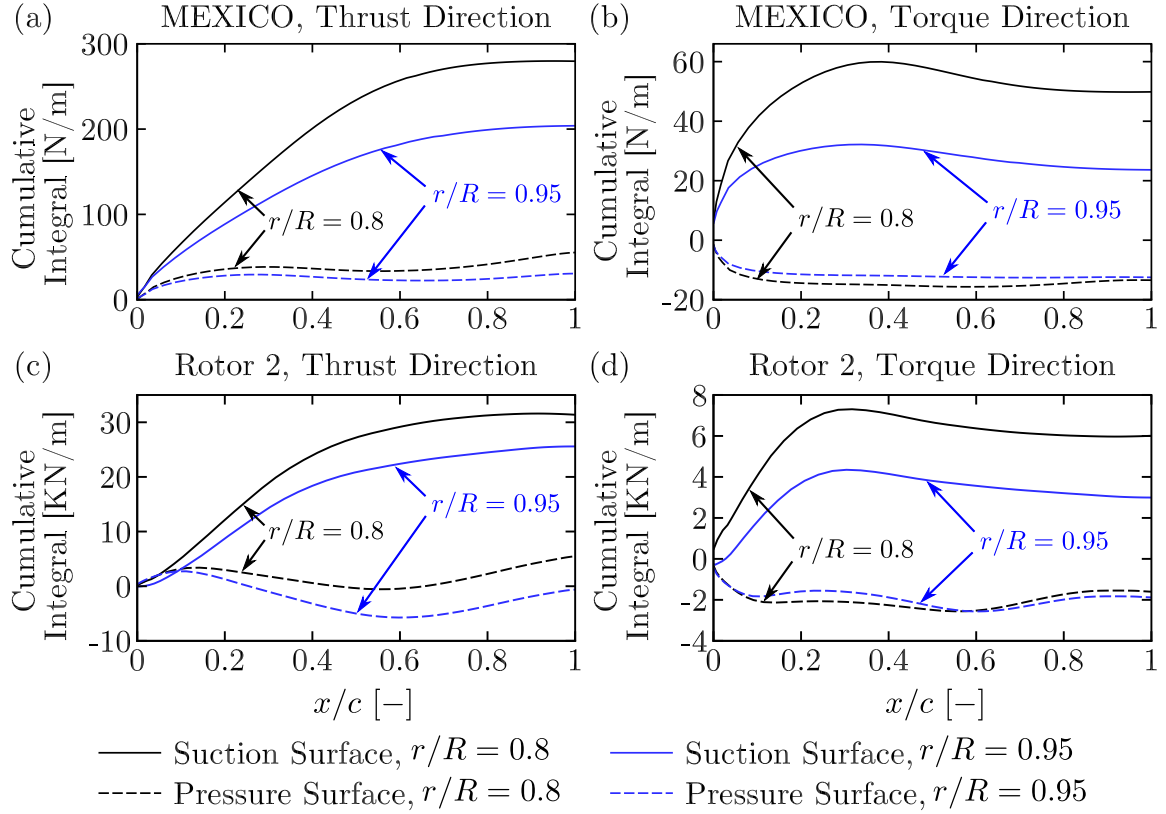 (a) MEXICO, Thrust Direction
Cumulative
Integral [N/m]
300
200
100
0
0 0.2 0.4 0.6 0.8 1
r/R = 0.8
r/R = 0.95
(b) MEXICO, Torque Direction
Cumulative
Integral [N/m]
60
40
20
0
-20
0 0.2 0.4 0.6 0.8 1
r/R = 0.8
r/R = 0.95
(c) Rotor 2, Thrust Direction
Cumulative
Integral [KN/m]
30
20
10
0
-10
0 0.2 0.4 0.6 0.8 1
r/R = 0.8
r/R = 0.95
x/c [−]
(d) Rotor 2, Torque Direction
Cumulative
Integral [KN/m]
8
6
4
2
0
-2
-4
0 0.2 0.4 0.6 0.8 1
r/R = 0.8
r/R = 0.95
x/c [−]
Suction Surface, r/R = 0.8
Suction Surface, r/R = 0.95
Pressure Surface, r/R = 0.8
Pressure Surface, r/R = 0.95